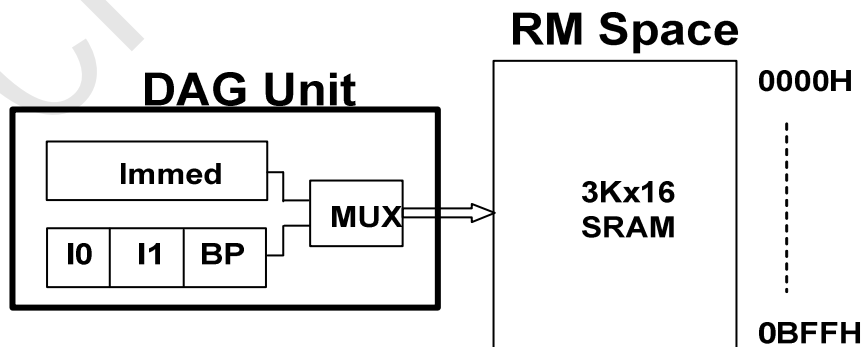 RM Space
DAG Unit
0000H
Immed
MUX
I0 I1 BP
3Kx16
SRAM
0BFFH